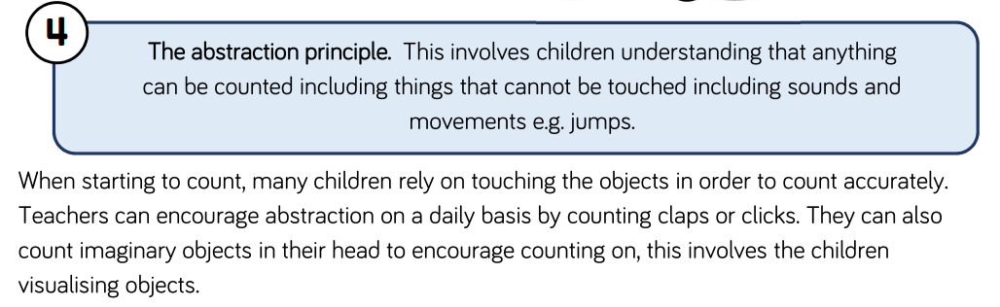 4
The abstraction principle. This involves children understanding that anything
can be counted including things that cannot be touched including sounds and
movements e.g. jumps.
When starting to count, many children rely on touching the objects in order to count accurately.
Teachers can encourage abstraction on a daily basis by counting claps or clicks. They can also
count imaginary objects in their head to encourage counting on, this involves the children
visualising objects.